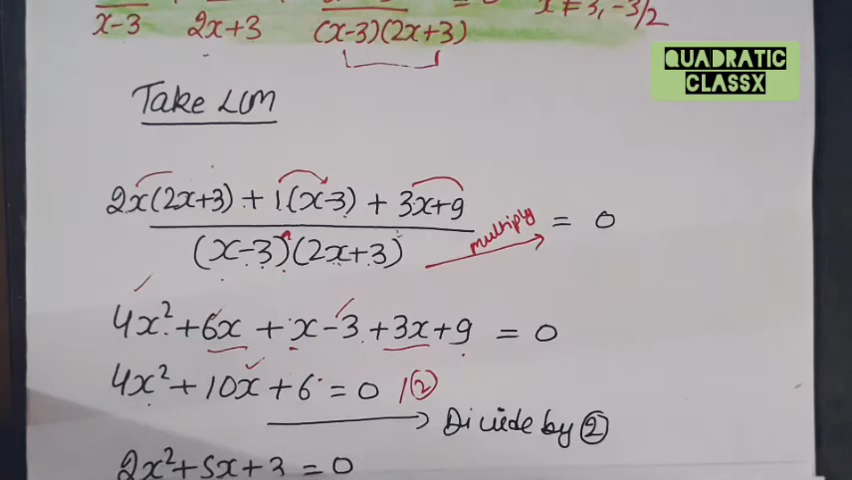 x-3 2x+3 (x-3)(2x+3) x≠3,-3/2
QUADRATIC
CLASSX
Take LCM
2x(2x+3) + 1(x-3) + 3x+9
(x-3)(2x+3) multiply = 0
4x²+6x + x-3 +3x+9 = 0
4x²+10x+6 = 0 /②
Divide by ②
2x²+5x+3 = 0